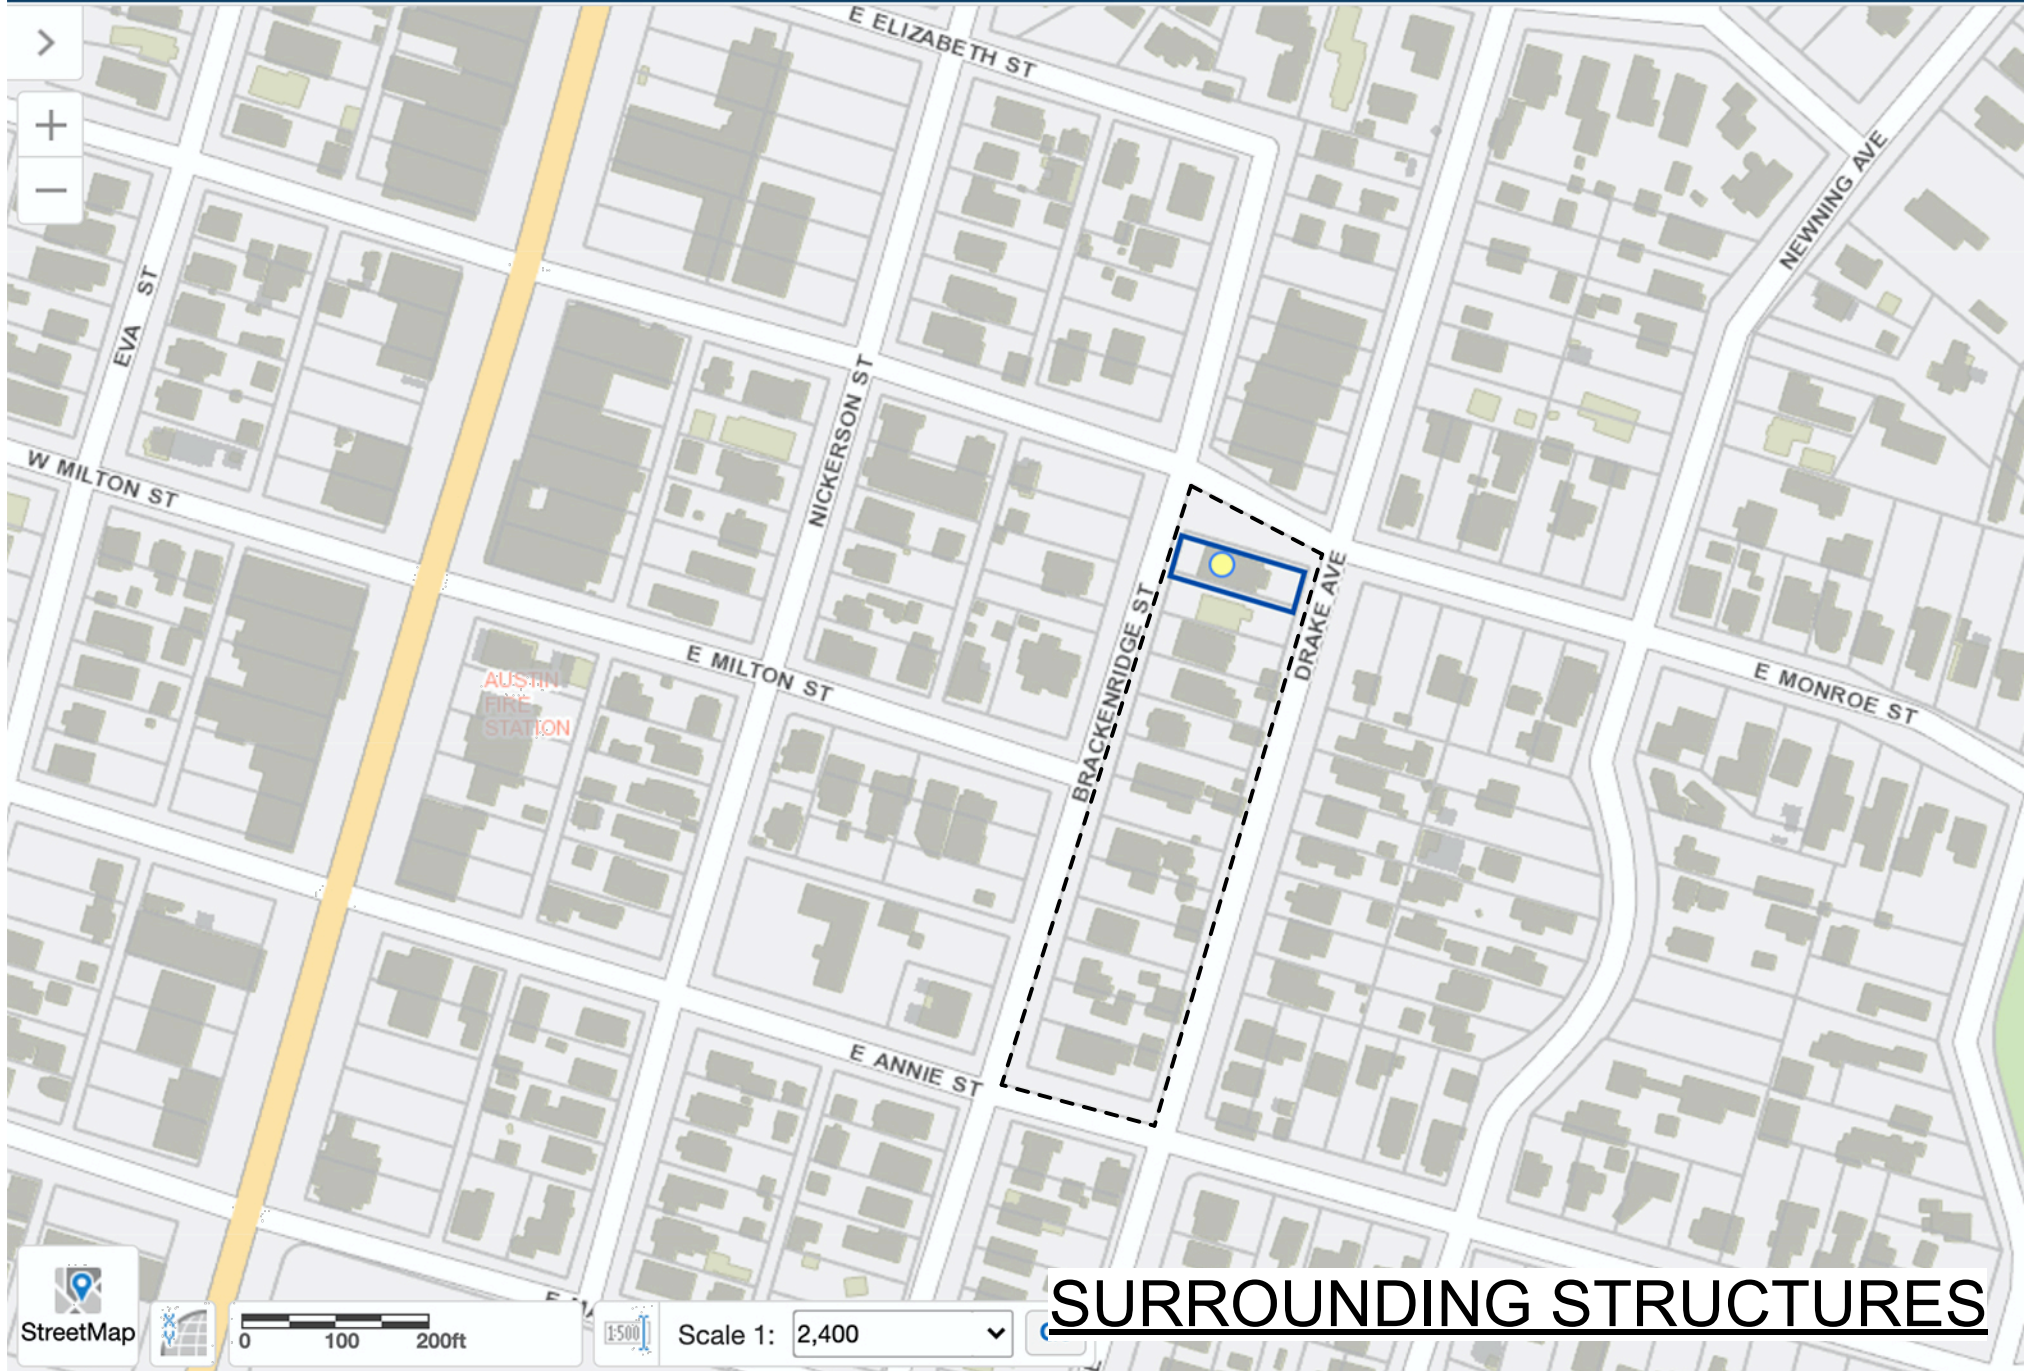 E ELIZABETH ST
NEWNING AVE
EVA ST
NICKERSON ST
W MILTON ST
E MILTON ST
AUSTIN
FIRE
STATION
BRACKENRIDGE ST
DRAKE AVE
E MONROE ST
E ANNIE ST
StreetMap
0 100 200ft
1:500
Scale 1:
2,400
SURROUNDING STRUCTURES